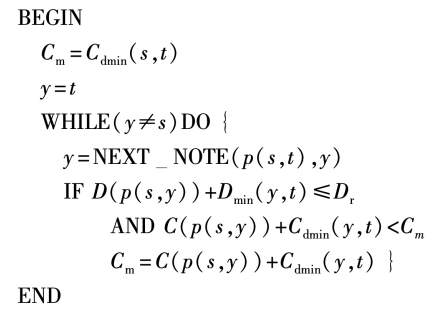 BEGIN
C_m = C_dmin(s,t)
y=t
WHILE(y≠s)DO {
y=NEXT _ NOTE(p(s,t),y)
IF D(p(s,y))+D_min(y,t)≤D_r
AND C(p(s,y))+C_dmin(y,t)<C_m
C_m=C(p(s,y))+C_dmin(y,t) }
END